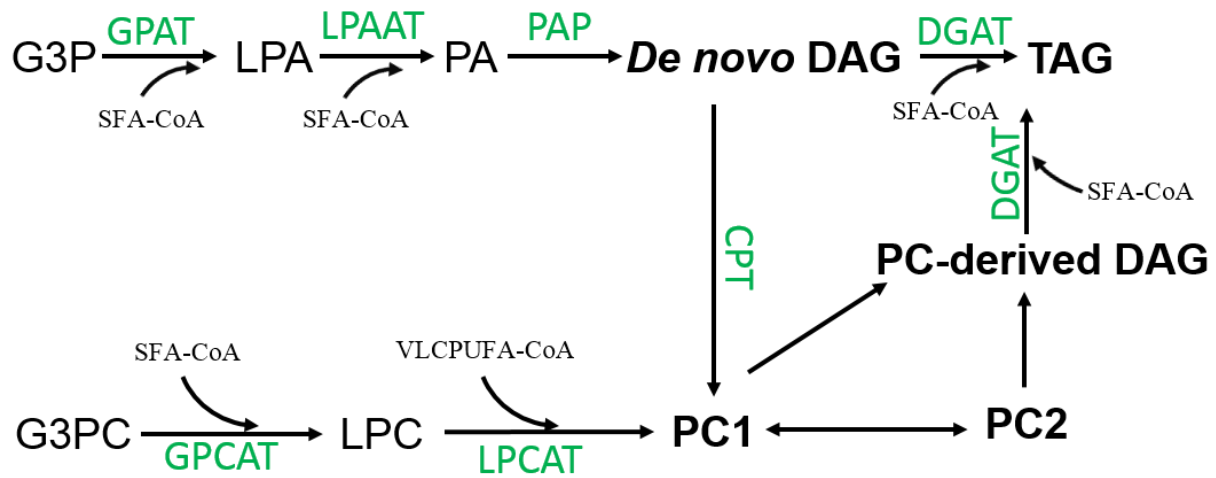 GPAT LPAAT PAP DGAT
G3P LPA PA De novo DAG TAG
SFA-CoA SFA-CoA SFA-CoA
DGAT
SFA-CoA
CPT
PC-derived DAG
SFA-CoA VLCPUFA-CoA
G3PC LPC PC1 PC2
GPCAT LPCAT